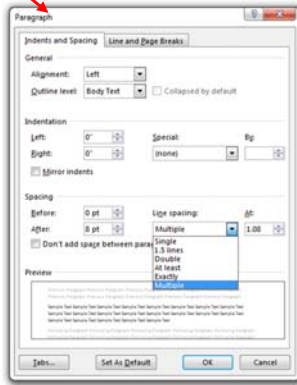 Paragraph
Indents and Spacing Line and Page Breaks
General
Alignment: Left
Outline level: Body Text Collapsed by default
Indentation
Left: 0" Special: By:
Right: 0" (none)
Mirror indents
Spacing
Before: 0 pt Line spacing: At:
After: 8 pt Multiple 1.08
Don't add space between para
Single
1.5 lines
Double
At least
Exactly
Multiple
Preview
Tabs... Set As Default OK Cancel